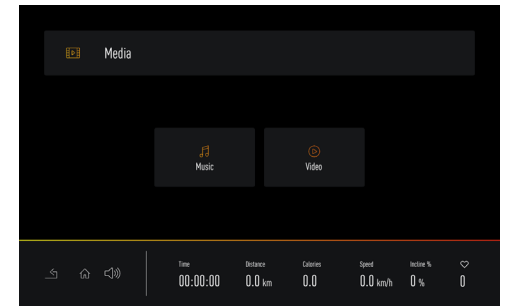 Media
Music Video
Time Distance Calories Speed Incline %
00:00:00 0.0 km 0.0 0.0 km/h 0 % 0